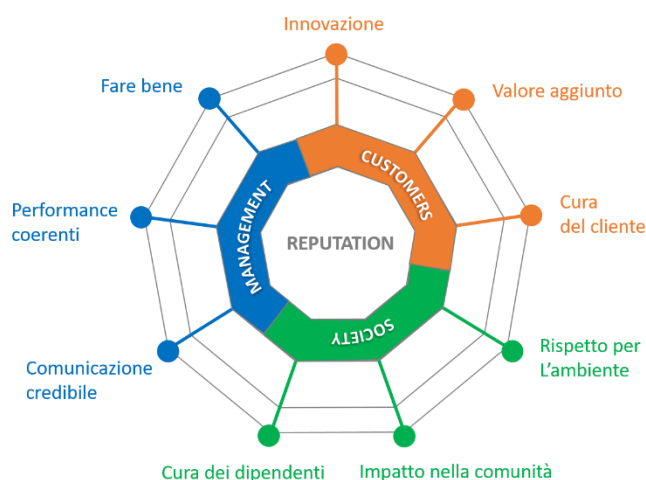 Innovazione
Fare bene
Valore aggiunto
CUSTOMERS
Performance
coerenti
MANAGEMENT
REPUTATION
Cura
del cliente
SOCIETY
Comunicazione
credibile
Rispetto per
L'ambiente
Cura dei dipendenti
Impatto nella comunità